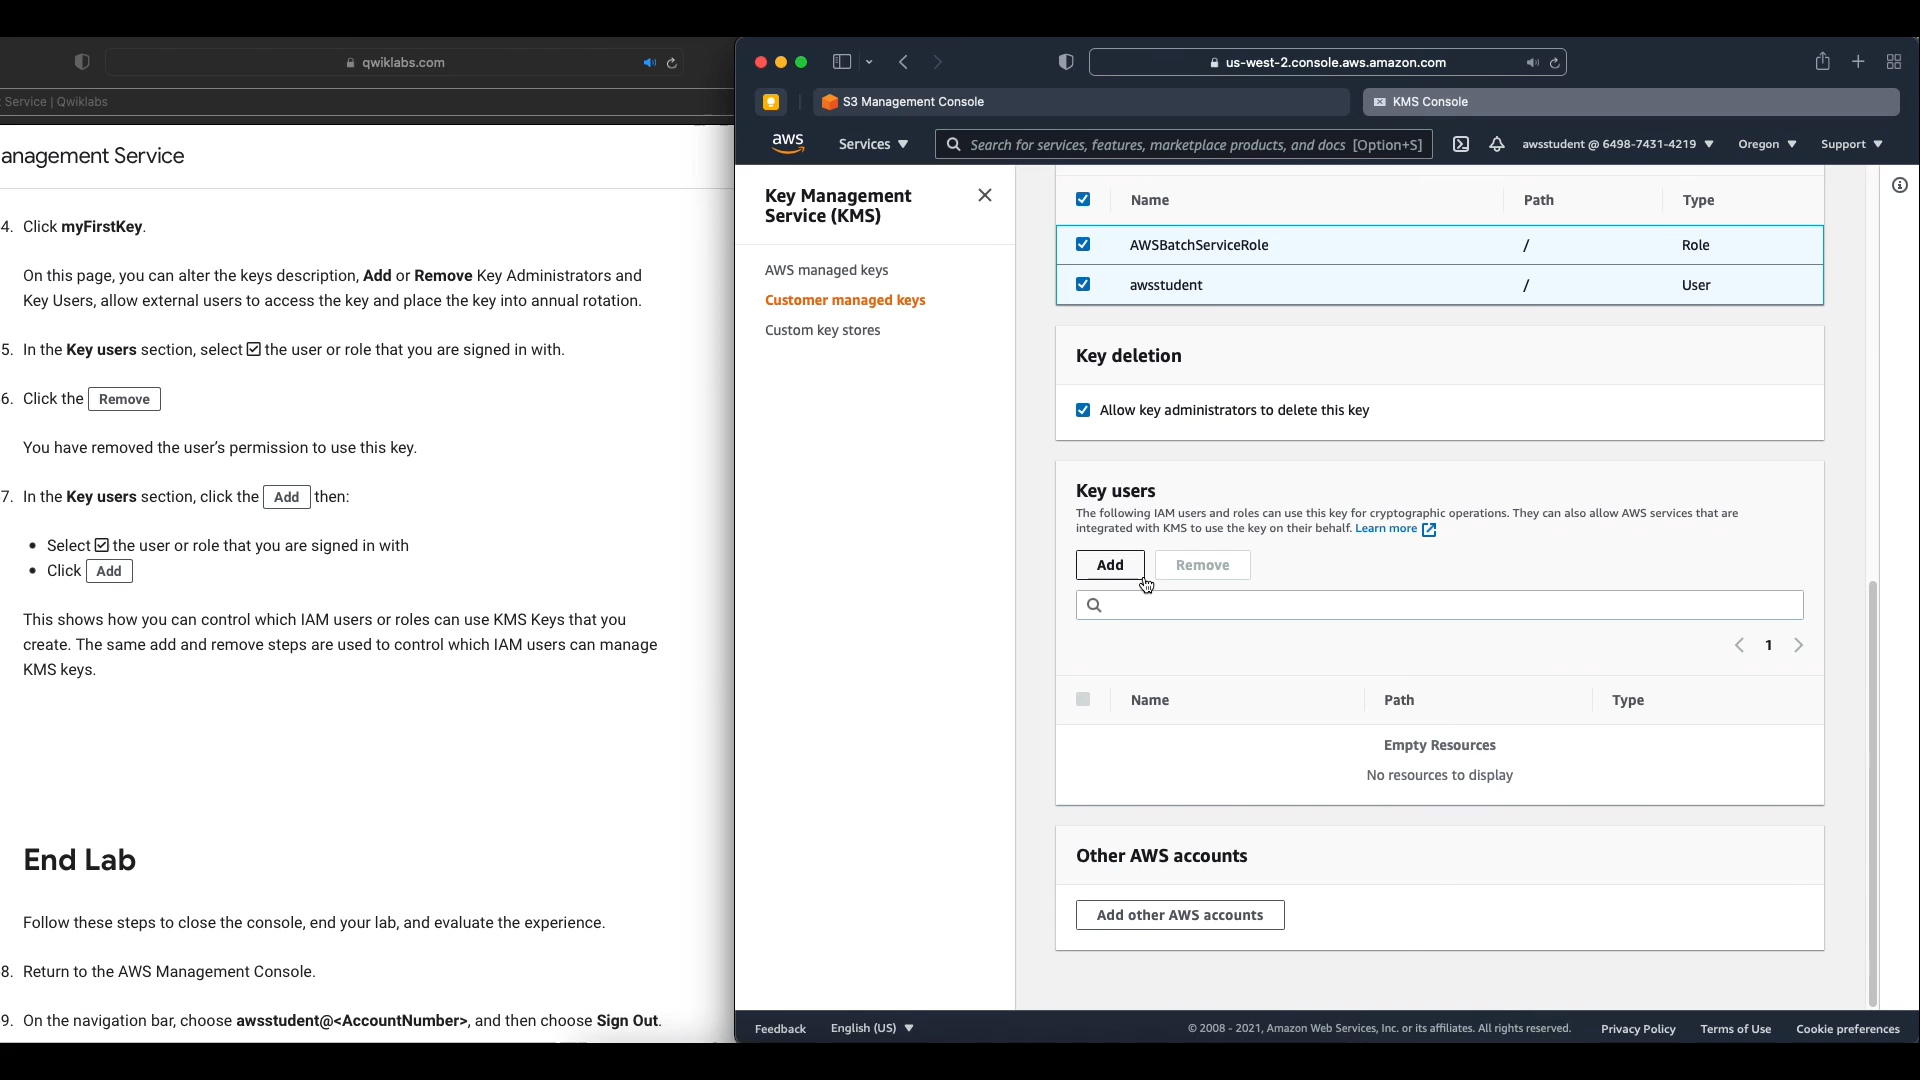 qwiklabs.com
: Service | Qwiklabs
anagement Service
4. Click myFirstKey.
On this page, you can alter the keys description, Add or Remove Key Administrators and
Key Users, allow external users to access the key and place the key into annual rotation.
5. In the Key users section, select the user or role that you are signed in with.
6. Click the Remove
You have removed the user's permission to use this key.
7. In the Key users section, click the Add then:
• Select the user or role that you are signed in with
• Click Add
This shows how you can control which IAM users or roles can use KMS Keys that you
create. The same add and remove steps are used to control which IAM users can manage
KMS keys.
End Lab
Follow these steps to close the console, end your lab, and evaluate the experience.
8. Return to the AWS Management Console.
9. On the navigation bar, choose awsstudent@<AccountNumber>, and then choose Sign Out.
us-west-2.console.aws.amazon.com
S3 Management Console
KMS Console
aws Services Search for services, features, marketplace products, and docs [Option+S] awsstudent @ 6498-7431-4219 Oregon Support
Key Management
Service (KMS)
AWS managed keys
Customer managed keys
Custom key stores
Name Path Type
AWSBatchServiceRole / Role
awsstudent / User
Key deletion
Allow key administrators to delete this key
Key users
The following IAM users and roles can use this key for cryptographic operations. They can also allow AWS services that are
integrated with KMS to use the key on their behalf. Learn more
Add Remove
1
Name Path Type
Empty Resources
No resources to display
Other AWS accounts
Add other AWS accounts
Feedback English (US) © 2008 - 2021, Amazon Web Services, Inc. or its affiliates. All rights reserved. Privacy Policy Terms of Use Cookie preferences